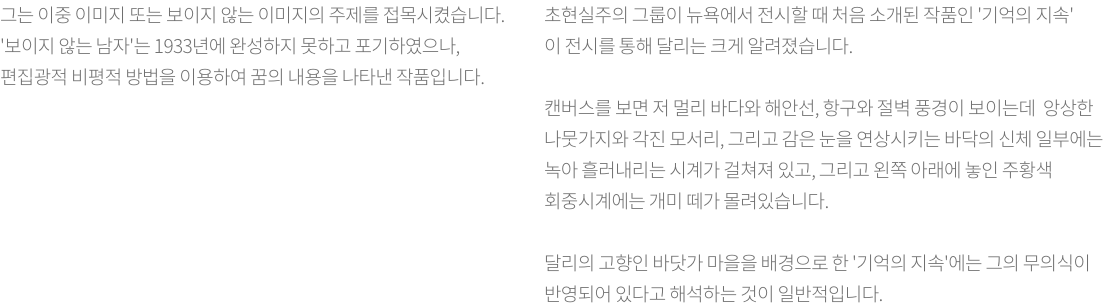 그는 이중 이미지 또는 보이지 않는 이미지의 주제를 접목시켰습니다.
'보이지 않는 남자'는 1933년에 완성하지 못하고 포기하였으나,
편집광적 비평적 방법을 이용하여 꿈의 내용을 나타낸 작품입니다.
초현실주의 그룹이 뉴욕에서 전시할 때 처음 소개된 작품인 '기억의 지속'
이 전시를 통해 달리는 크게 알려졌습니다.
캔버스를 보면 저 멀리 바다와 해안선, 항구와 절벽 풍경이 보이는데 앙상한
나뭇가지와 각진 모서리, 그리고 감은 눈을 연상시키는 바닥의 신체 일부에는
녹아 흘러내리는 시계가 걸쳐져 있고, 그리고 왼쪽 아래에 놓인 주황색
회중시계에는 개미 떼가 몰려있습니다.
달리의 고향인 바닷가 마을을 배경으로 한 '기억의 지속'에는 그의 무의식이
반영되어 있다고 해석하는 것이 일반적입니다.